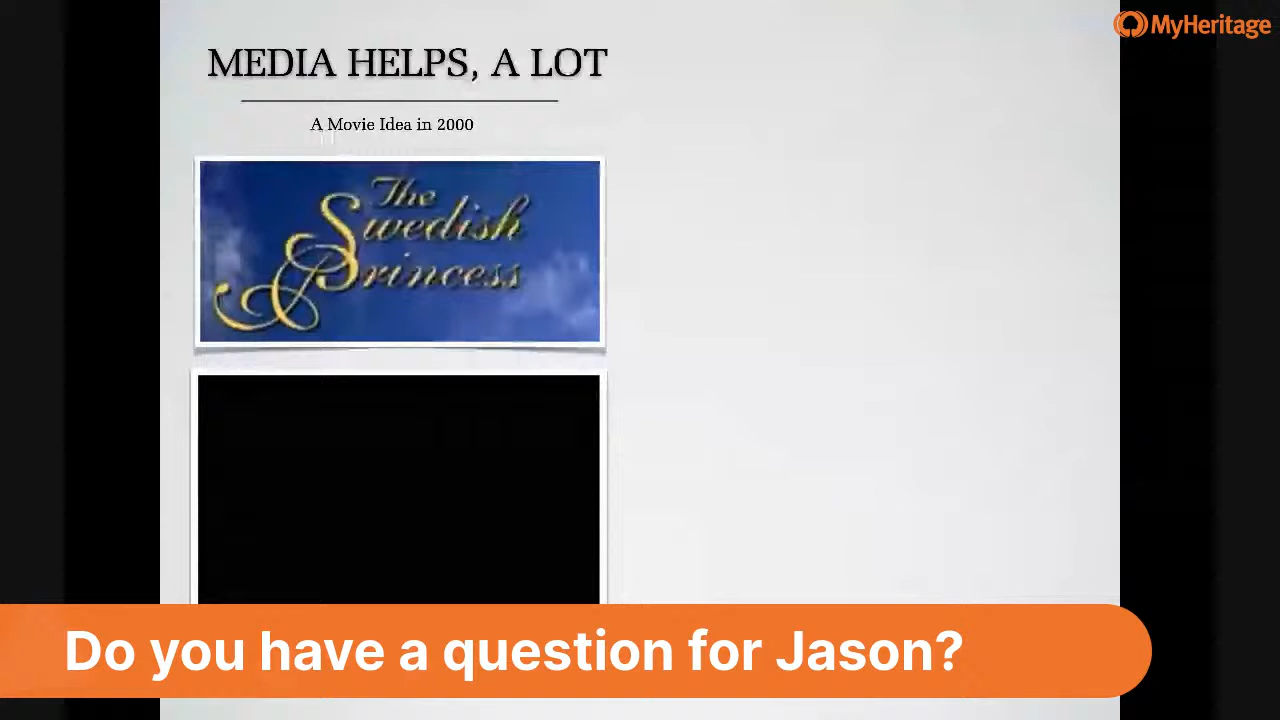 MyHeritage
MEDIA HELPS, A LOT
A Movie Idea in 2000
The
Swedish
Princess
Do you have a question for Jason?